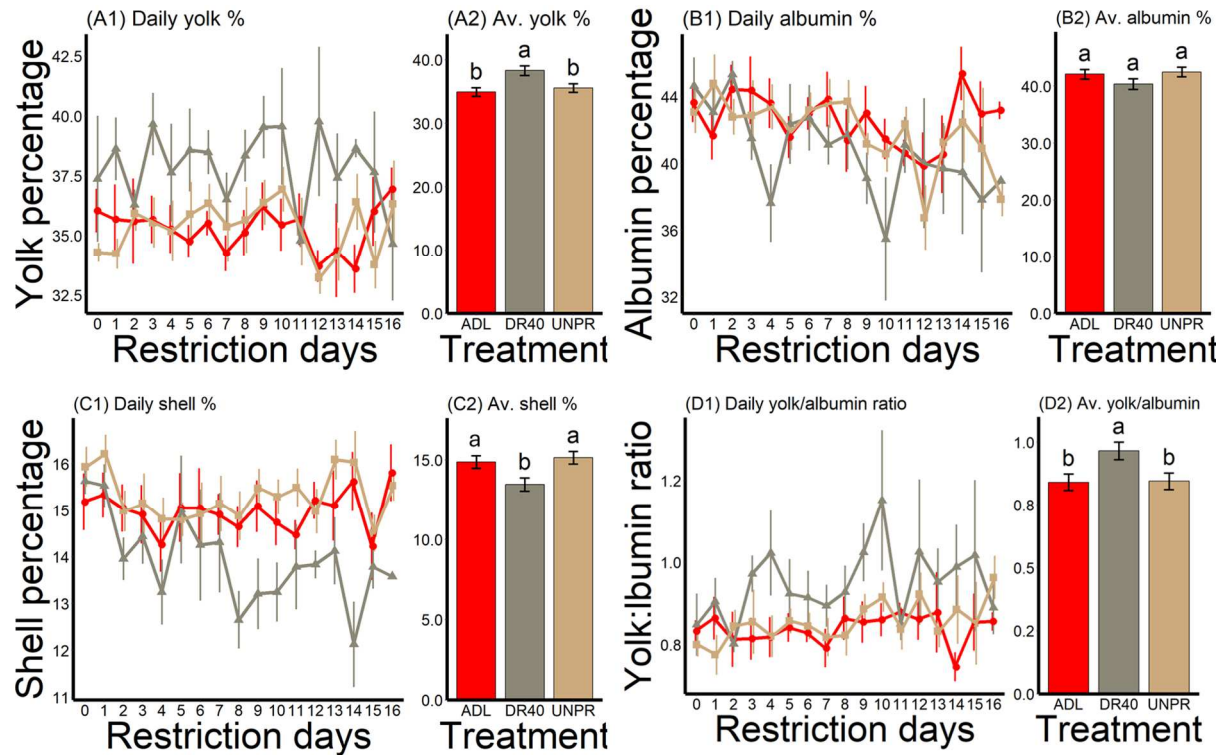 (A1) Daily yolk %
Yolk percentage
42.5
40.0
37.5
35.0
32.5
0 1 2 3 4 5 6 7 8 9 10 11 12 13 14 15 16
Restriction days
(A2) Av. yolk %
40.0
30.0
20.0
10.0
0.0
b a b
ADL DR40 UNPR
Treatment
(B1) Daily albumin %
Albumin percentage
44
40
36
31
0 1 2 3 4 5 6 7 8 9 10 11 12 13 14 15 16
Restriction days
(B2) Av. albumin %
40.0
30.0
20.0
10.0
0.0
a a a
ADL DR40 UNPR
Treatment
(C1) Daily shell %
Shell percentage
16
15
14
13
12
11
0 1 2 3 4 5 6 7 8 9 10 11 12 13 14 15 16
Restriction days
(C2) Av. shell %
15.0
10.0
5.0
0.0
a b a
ADL DR40 UNPR
Treatment
(D1) Daily yolk/albumin ratio
Yolk:lbumin ratio
1.2
1.0
0.8
0 1 2 3 4 5 6 7 8 9 10 11 12 13 14 15 16
Restriction days
(D2) Av. yolk/albumin
1.0
0.8
0.5
0.2
0.0
b a b
ADL DR40 UNPR
Treatment